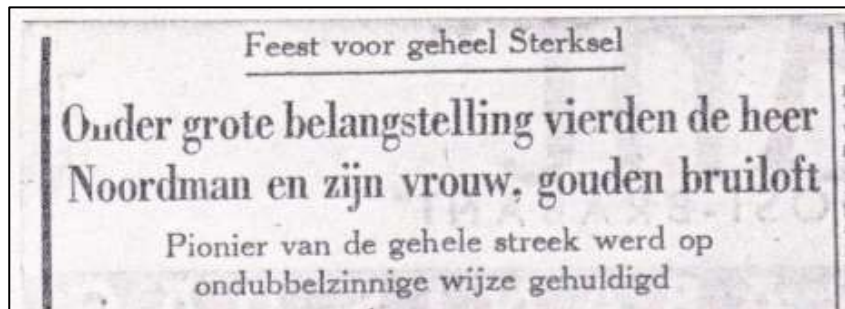 Feest voor geheel Sterksel
Onder grote belangstelling vierden de heer
Noordman en zijn vrouw, gouden bruiloft
Pionier van de gehele streek werd op
ondubbelzinnige wijze gehuldigd